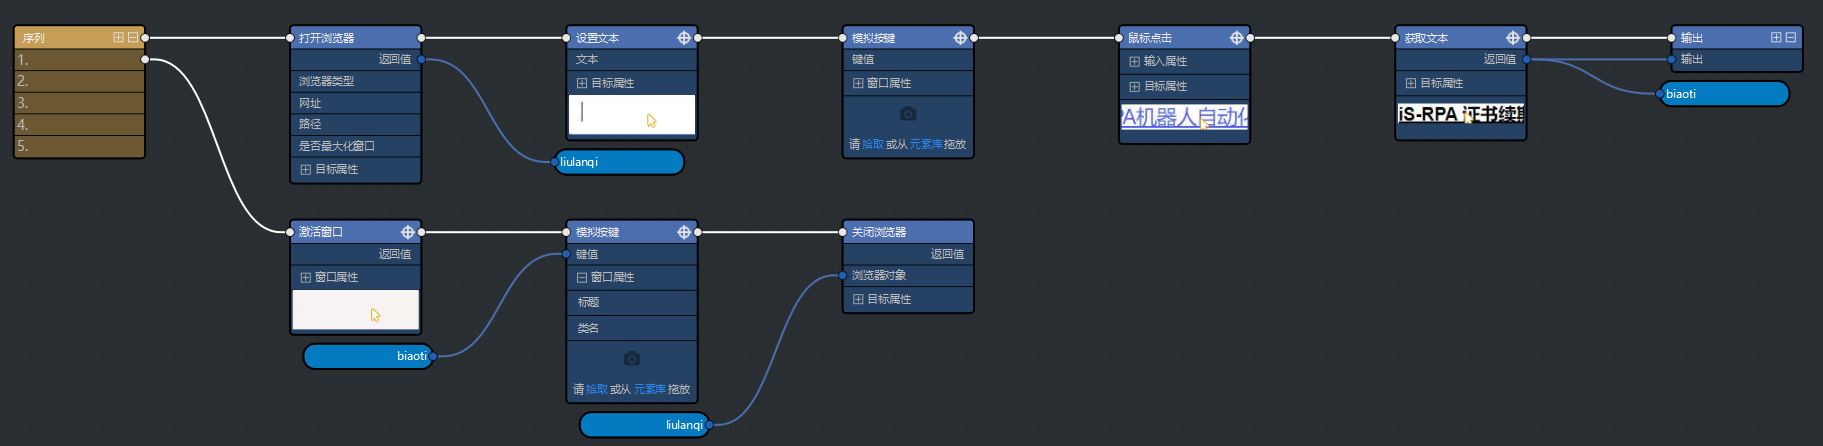 序列
1.
2.
3.
4.
5.
打开浏览器
返回值
浏览器类型
网址
路径
是否最大化窗口
目标属性
设置文本
文本
目标属性
liulanqi
模拟按键
键值
窗口属性
请 拾取 或从 元素库 拖放
鼠标点击
输入属性
目标属性
PA机器人自动化
获取文本
返回值
目标属性
iS-RPA 证书续期
输出
输出
biaoti
激活窗口
返回值
窗口属性
biaoti
模拟按键
键值
窗口属性
标题
类名
请 拾取 或从 元素库 拖放
liulanqi
关闭浏览器
返回值
浏览器对象
目标属性